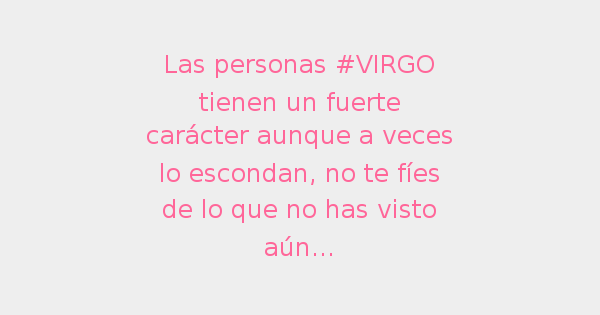 Las personas #VIRGO
tienen un fuerte
carácter aunque a veces
lo escondan, no te fíes
de lo que no has visto
aún...